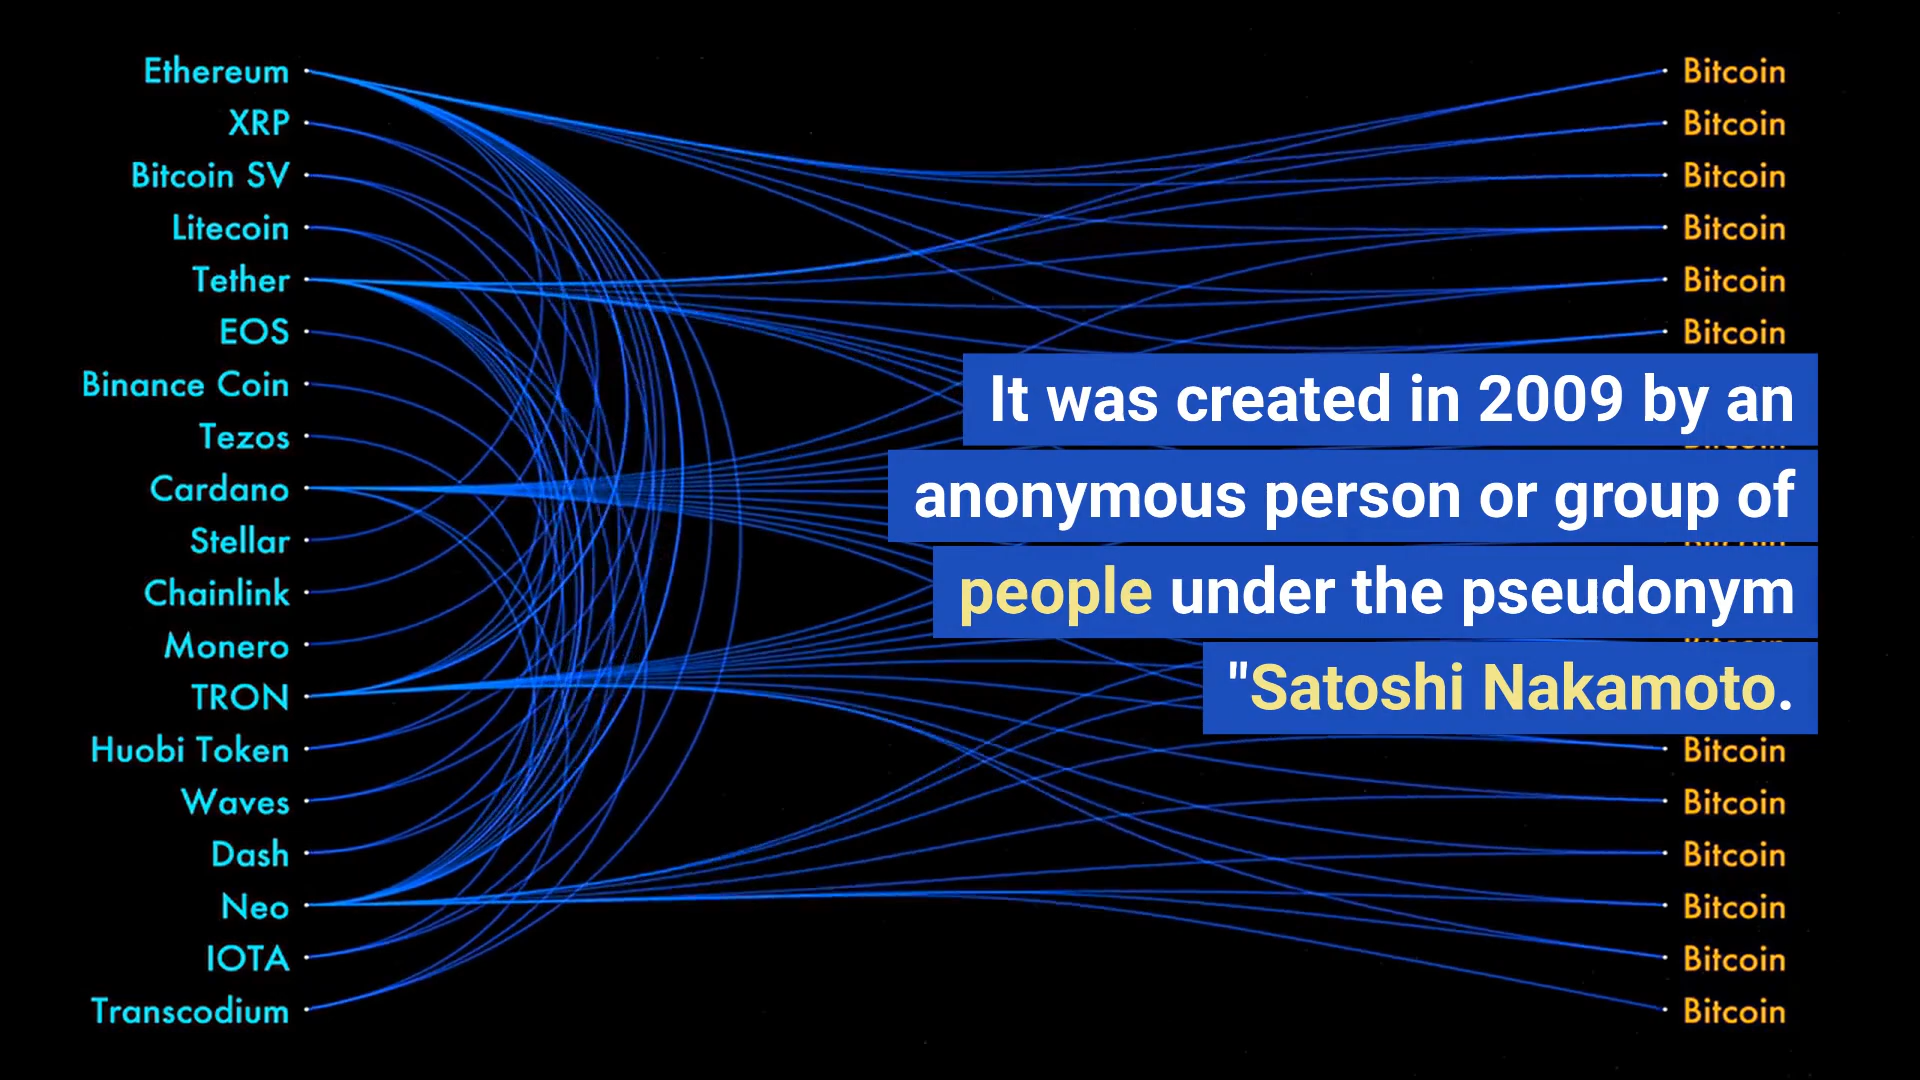 Ethereum
XRP
Bitcoin SV
Litecoin
Tether
EOS
Binance Coin
Tezos
Cardano
Stellar
Chainlink
Monero
TRON
Huobi Token
Waves
Dash
Neo
IOTA
Transcodium
Bitcoin
Bitcoin
Bitcoin
Bitcoin
Bitcoin
Bitcoin
It was created in 2009 by an
anonymous person or group of
people under the pseudonym
"Satoshi Nakamoto.
Bitcoin
Bitcoin
Bitcoin
Bitcoin
Bitcoin
Bitcoin